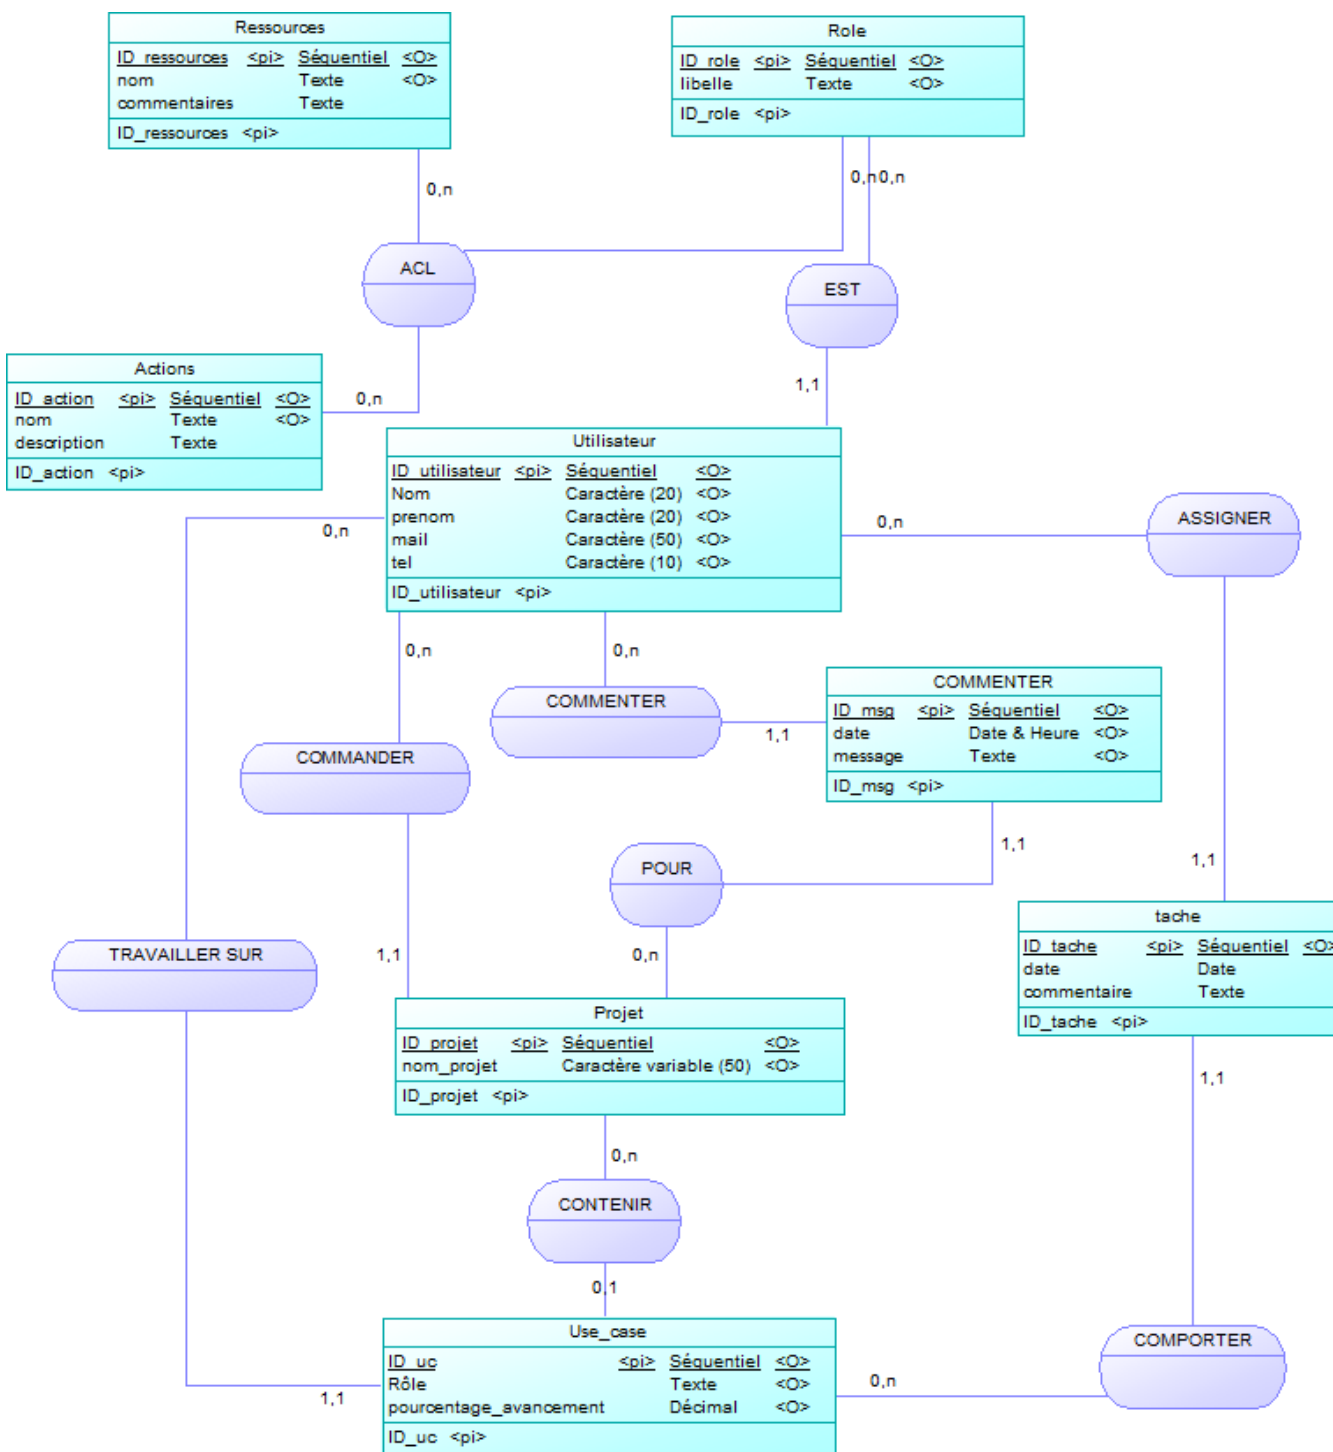 Ressources
ID_ressources <pi> Séquentiel <O>
nom Texte <O>
commentaires Texte
ID_ressources <pi>
Role
ID_role <pi> Séquentiel <O>
libelle Texte <O>
ID_role <pi>
0,n
0,n 0,n
ACL
EST
1,1
Actions
ID_action <pi> Séquentiel <O>
nom Texte <O>
description Texte
ID_action <pi>
0,n
Utilisateur
ID_utilisateur <pi> Séquentiel <O>
Nom Caractère (20) <O>
prenom Caractère (20) <O>
mail Caractère (50) <O>
tel Caractère (10) <O>
ID_utilisateur <pi>
0,n
0,n
ASSIGNER
0,n
0,n
COMMENTER
1,1
COMMENTER
ID_msg <pi> Séquentiel <O>
date Date & Heure <O>
message Texte <O>
ID_msg <pi>
COMMANDER
1,1
POUR
1,1
TRAVAILLER SUR
1,1
0,n
tache
ID_tache <pi> Séquentiel <O>
date Date
commentaire Texte
ID_tache <pi>
Projet
ID_projet <pi> Séquentiel <O>
nom_projet Caractère variable (50) <O>
ID_projet <pi>
1,1
0,n
CONTENIR
0,1
Use_case
ID_uc <pi> Séquentiel <O>
Rôle Texte <O>
pourcentage_avancement Décimal <O>
ID_uc <pi>
1,1
0,n
COMPORTER